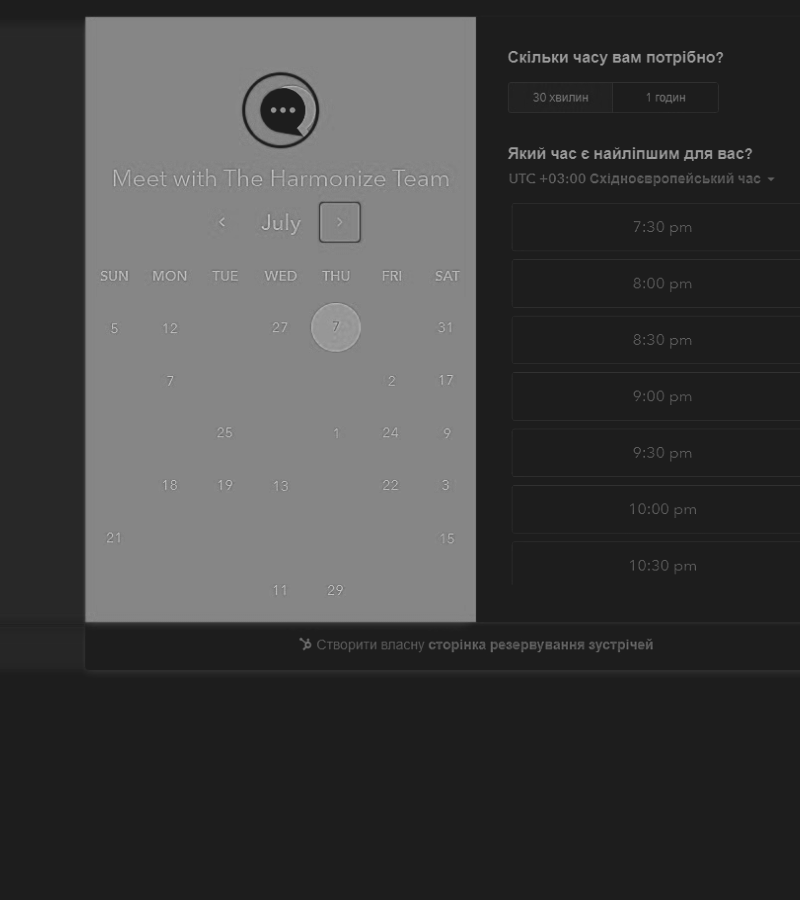 Meet with The Harmonize Team
July
SUN MON TUE WED THU FRI SAT
5 12 27 7 31
7 2 17
25 1 24 9
18 19 13 22 3
21 15
11 29
Скільки часу вам потрібно?
30 хвилин 1 годин
Який час є найліпшим для вас?
UTC +03:00 Східноєвропейський час
7:30 pm
8:00 pm
8:30 pm
9:00 pm
9:30 pm
10:00 pm
10:30 pm
Створити власну сторінка резервування зустрічей